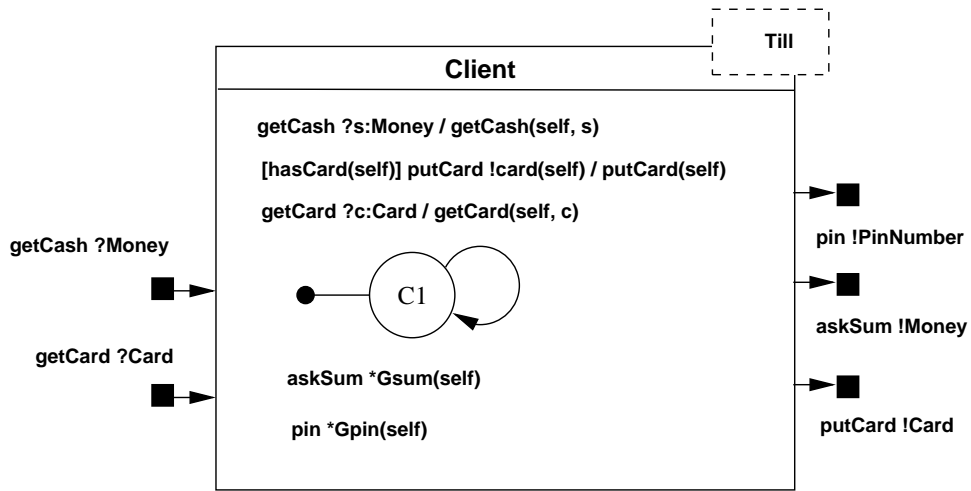 Till
Client
getCash ?s:Money / getCash(self, s)
[hasCard(self)] putCard !card(self) / putCard(self)
getCard ?c:Card / getCard(self, c)
getCash ?Money
pin !PinNumber
C1
askSum !Money
getCard ?Card
askSum *Gsum(self)
putCard !Card
pin *Gpin(self)